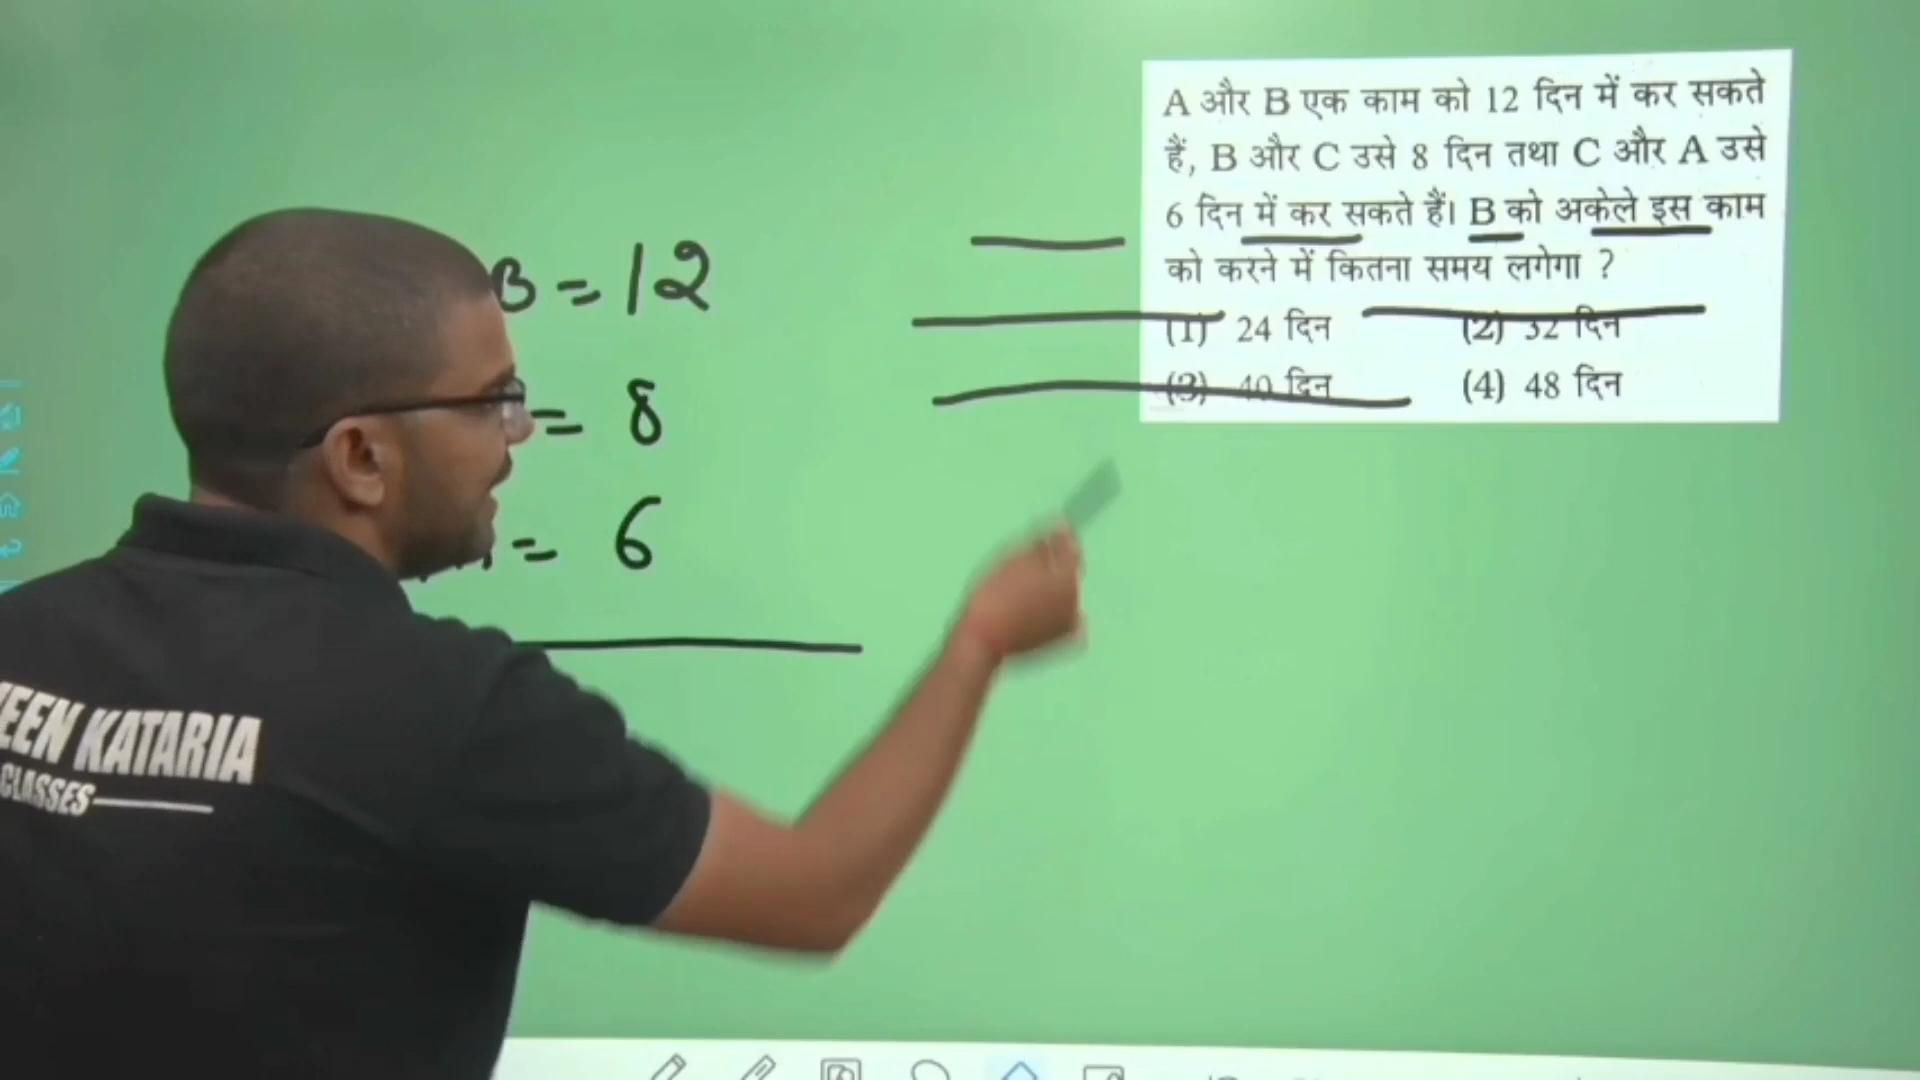 A और B एक काम को 12 दिन में कर सकते
हैं, B और C उसे 8 दिन तथा C और A उसे
6 दिन में कर सकते हैं। B को अकेले इस काम
को करने में कितना समय लगेगा ?
(1) 24 दिन (2) 32 दिन
(3) 40 दिन (4) 48 दिन
B = 12
= 8
= 6
KATARIA
CLASSES